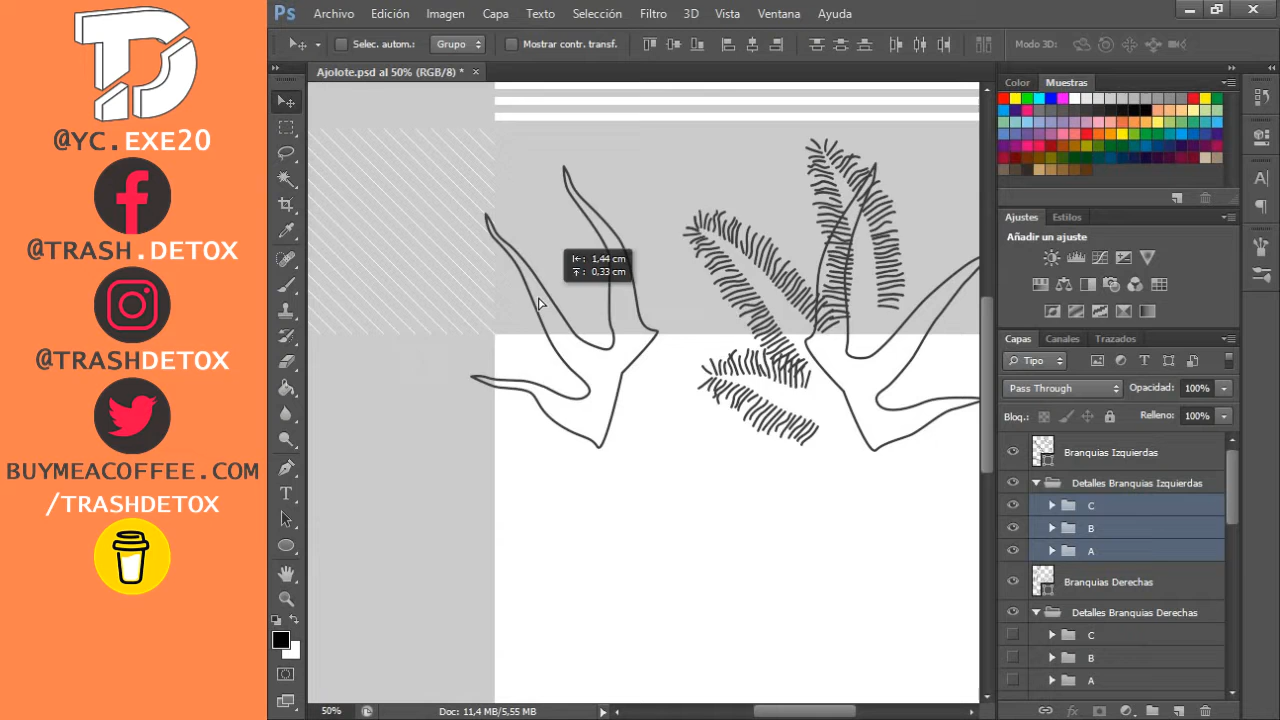 TD
@YC.EXE20
@TRASH.DETOX
@TRASHDETOX
BUYMEACOFFEE.COM
/TRASHDETOX
Ps Archivo Edición Imagen Capa Texto Selección Filtro 3D Vista Ventana Ayuda
Selec. autom.: Grupo Mostrar contr. transf. Modo 3D:
Ajolote.psd al 50% (RGB/8) *
1,44 cm
0,33 cm
50% Doc: 11,4 MB/5,55 MB
Color Muestras
Ajustes Estilos
Añadir un ajuste
Capas Canales Trazados
Tipo
Pass Through Opacidad: 100%
Bloq.: Relleno: 100%
Branquias Izquierdas
Detalles Branquias Izquierdas
C
B
A
Branquias Derechas
Detalles Branquias Derechas
C
B
A